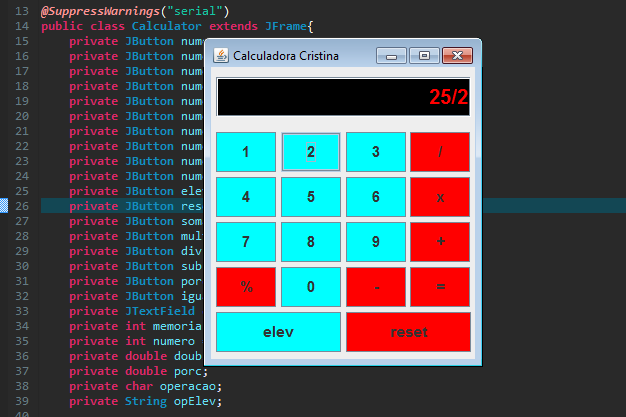 13 @SuppressWarnings("serial")
14 public class Calculator extends JFrame{
15 private JButton num
16 private JButton num
17 private JButton num
18 private JButton num
19 private JButton num
20 private JButton num
21 private JButton num
22 private JButton num
23 private JButton num
24 private JButton num
25 private JButton ele
26 private JButton res
27 private JButton som
28 private JButton mul
29 private JButton div
30 private JButton sub
31 private JButton por
32 private JButton igu
33 private JTextField
34 private int memoria
35 private int numero
36 private double doub
37 private double porc;
38 private char operacao;
39 private String opElev;
40
Calculadora Cristina
25/2
1 2 3 /
4 5 6 x
7 8 9 +
% 0 - =
elev reset